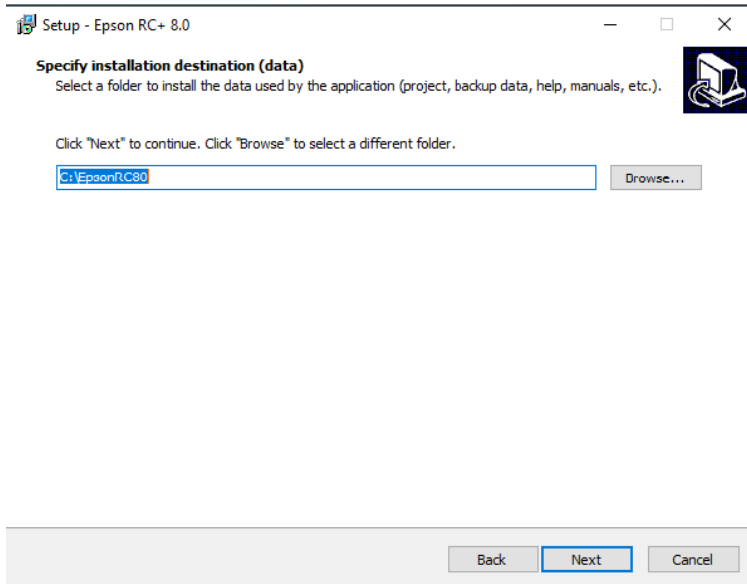 Setup - Epson RC+ 8.0
Specify installation destination (data)
Select a folder to install the data used by the application (project, backup data, help, manuals, etc.).
Click "Next" to continue. Click "Browse" to select a different folder.
C:\EpsonRC80
Browse...
Back
Next
Cancel